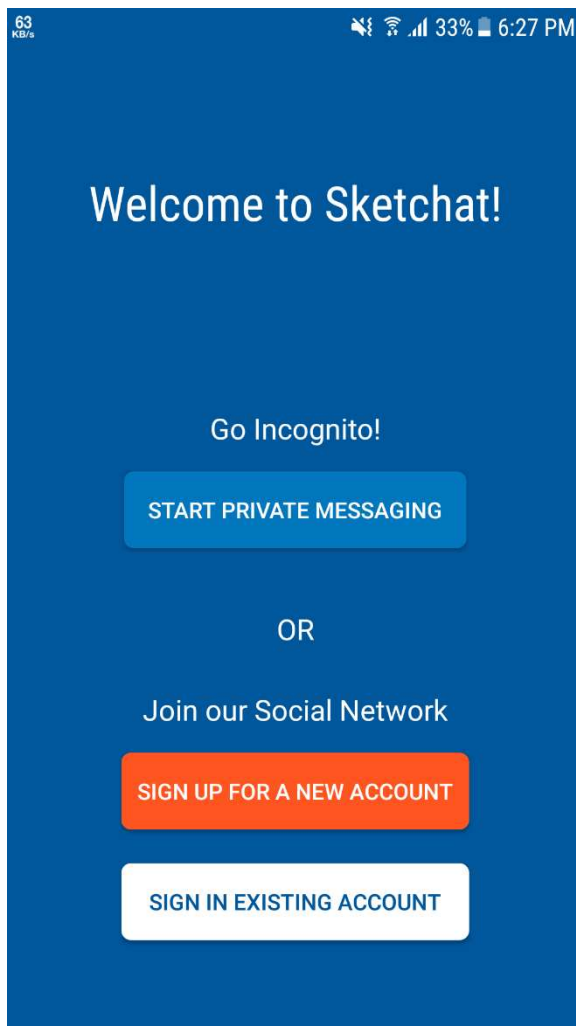 63
KB/s
33% 6:27 PM
Welcome to Sketchat!
Go Incognito!
START PRIVATE MESSAGING
OR
Join our Social Network
SIGN UP FOR A NEW ACCOUNT
SIGN IN EXISTING ACCOUNT